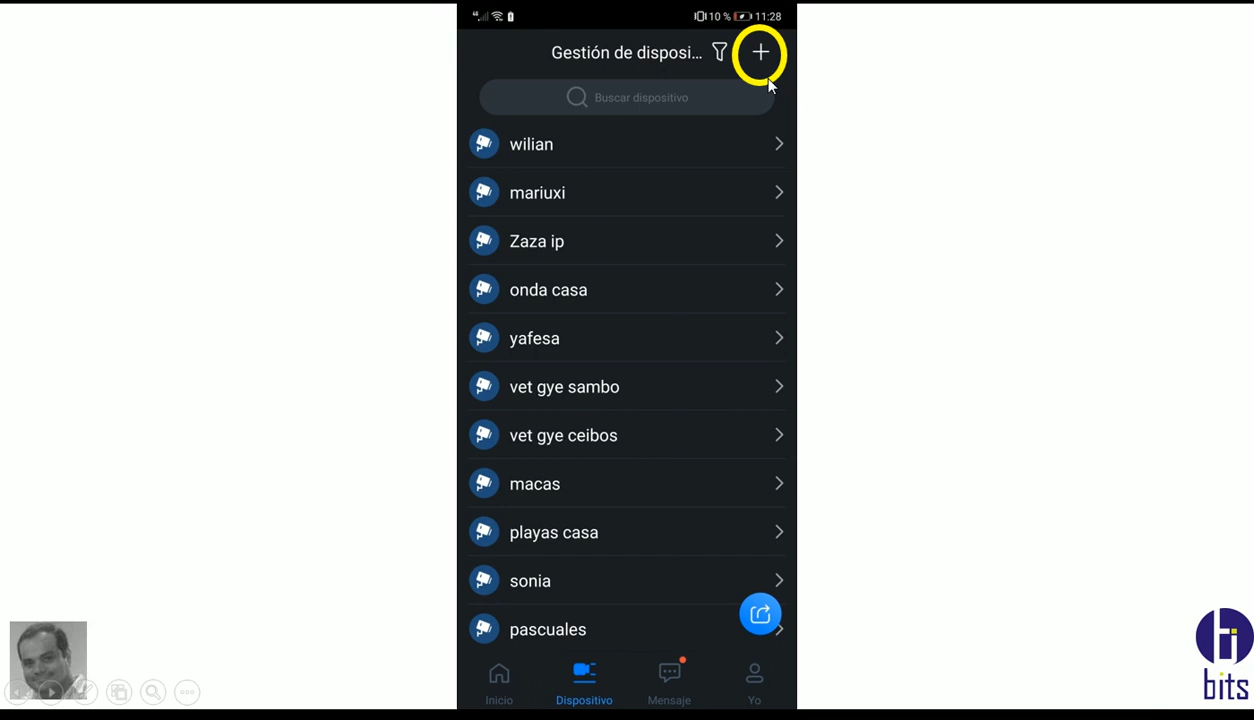 10 % 11:28
Gestión de disposi...
Buscar dispositivo
wilian
mariuxi
Zaza ip
onda casa
yafesa
vet gye sambo
vet gye ceibos
macas
playas casa
sonia
pascuales
Inicio Dispositivo Mensaje Yo
bits